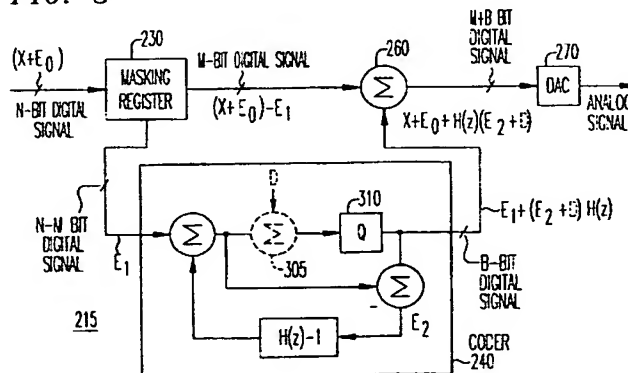 FIG. 3
(X+E₀)
N-BIT DIGITAL
SIGNAL
230
MASKING
REGISTER
M-BIT DIGITAL SIGNAL
(X+E₀)-E₁
260
Σ
M+B BIT
DIGITAL
SIGNAL
270
DAC
ANALOG
SIGNAL
X+E₀+H(z)(E₂+D)
N-M BIT
DIGITAL
SIGNAL
E₁
Σ
D
Σ
305
310
Q
Σ
-
E₂
H(z)-1
E₁+(E₂+D)H(z)
B-BIT
DIGITAL
SIGNAL
CODER
240
215